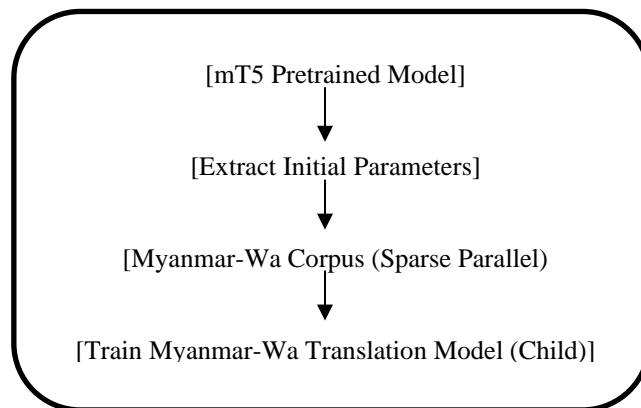 [mT5 Pretrained Model]
[Extract Initial Parameters]
[Myanmar-Wa Corpus (Sparse Parallel)
[Train Myanmar-Wa Translation Model (Child)]